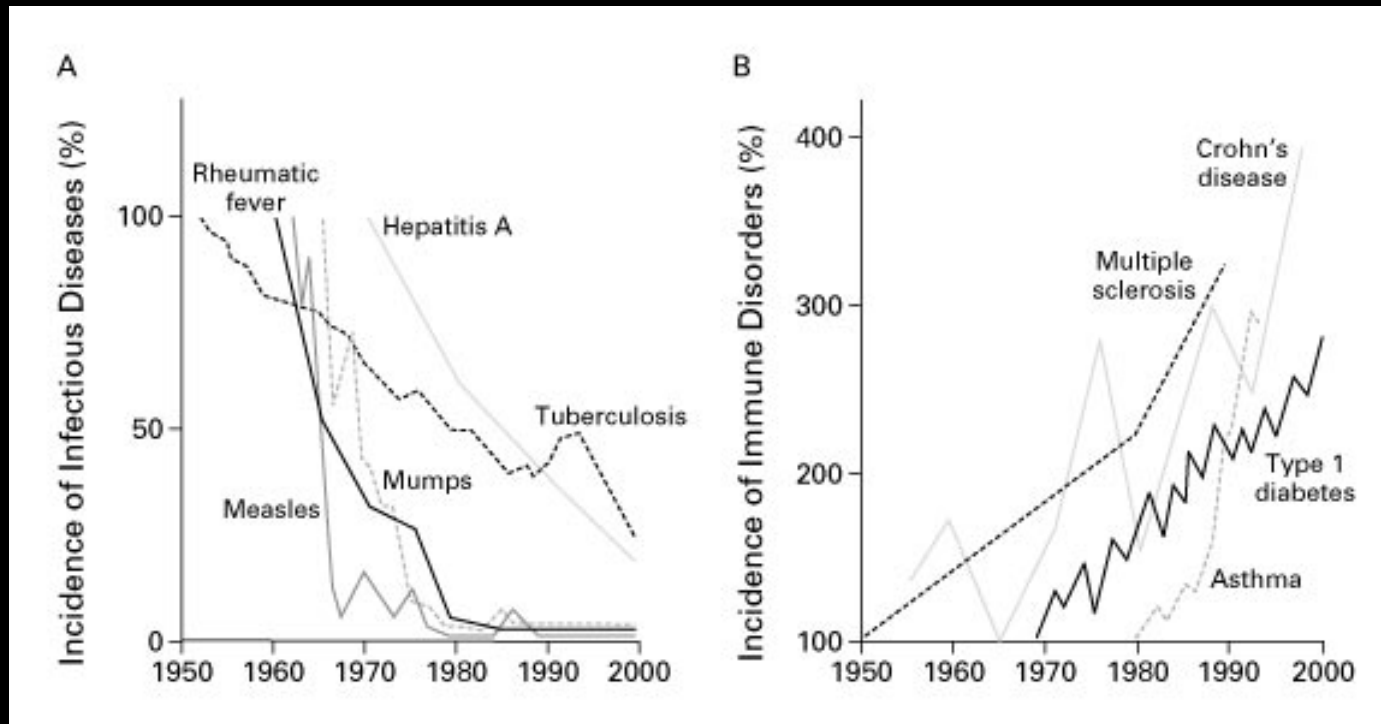 A
Incidence of Infectious Diseases (%)
100
50
0
Rheumatic
fever
Hepatitis A
Tuberculosis
Mumps
Measles
1950 1960 1970 1980 1990 2000
B
Incidence of Immune Disorders (%)
400
300
200
100
Crohn's
disease
Multiple
sclerosis
Type 1
diabetes
Asthma
1950 1960 1970 1980 1990 2000